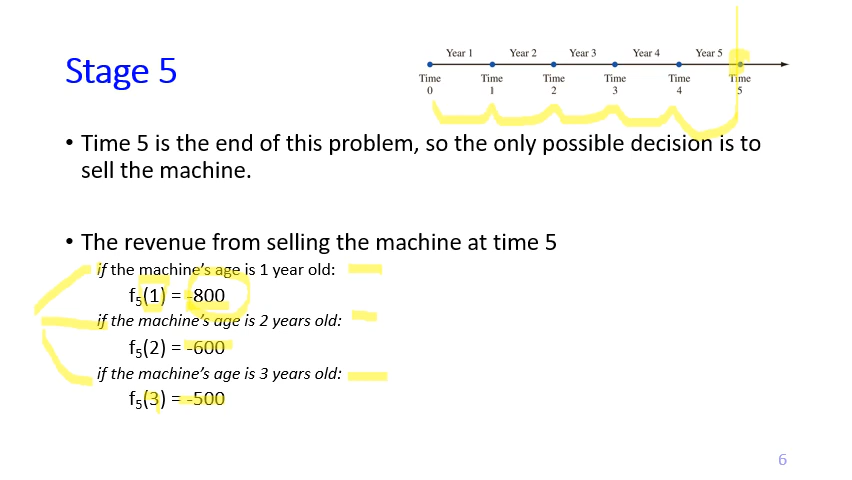 Stage 5
Year 1 Year 2 Year 3 Year 4 Year 5
Time Time Time Time Time Time
0 1 2 3 4 5
• Time 5 is the end of this problem, so the only possible decision is to
sell the machine.
• The revenue from selling the machine at time 5
if the machine's age is 1 year old:
f₅(1) = -800
if the machine's age is 2 years old:
f₅(2) = -600
if the machine's age is 3 years old:
f₅(3) = -500
6